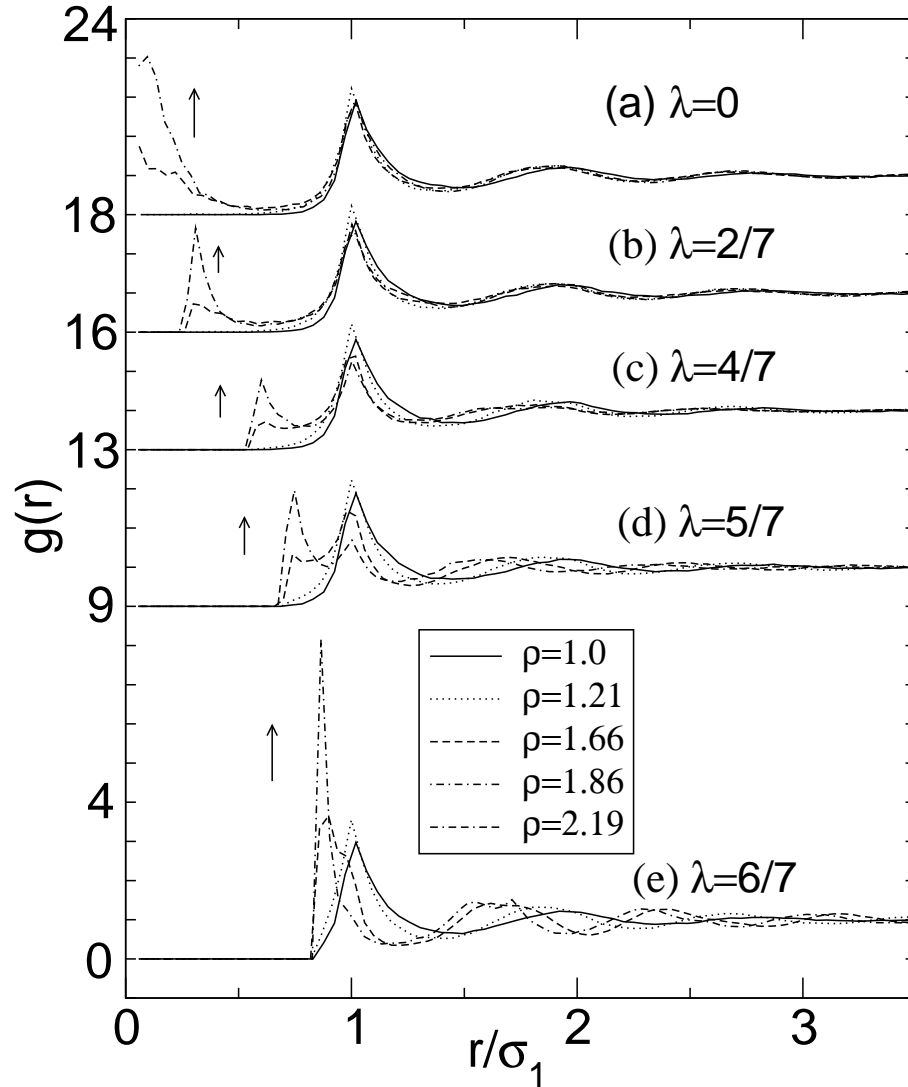 24
(a) λ=0
18
(b) λ=2/7
16
(c) λ=4/7
13
g(r)
(d) λ=5/7
9
ρ=1.0
ρ=1.21
ρ=1.66
ρ=1.86
ρ=2.19
4
(e) λ=6/7
0
0 1 2 3
r/σ₁